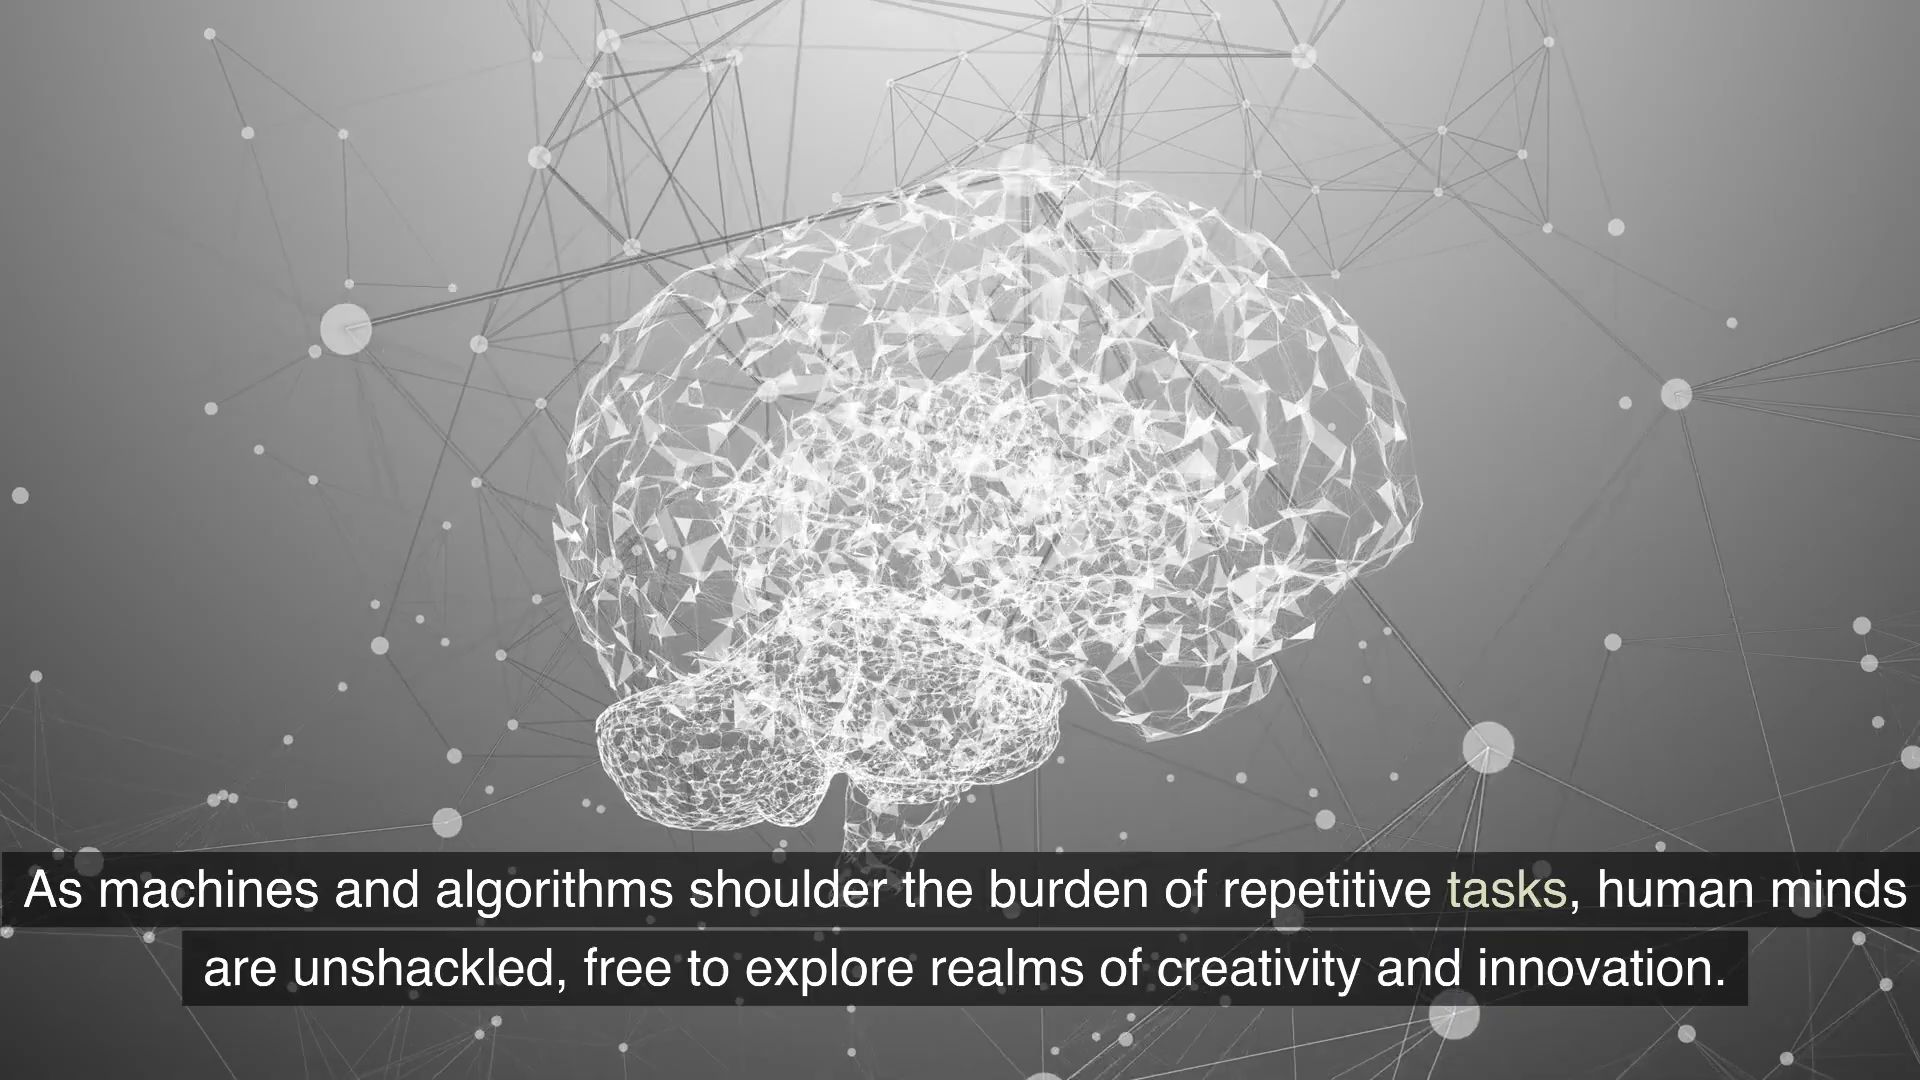 As machines and algorithms shoulder the burden of repetitive tasks, human minds
are unshackled, free to explore realms of creativity and innovation.